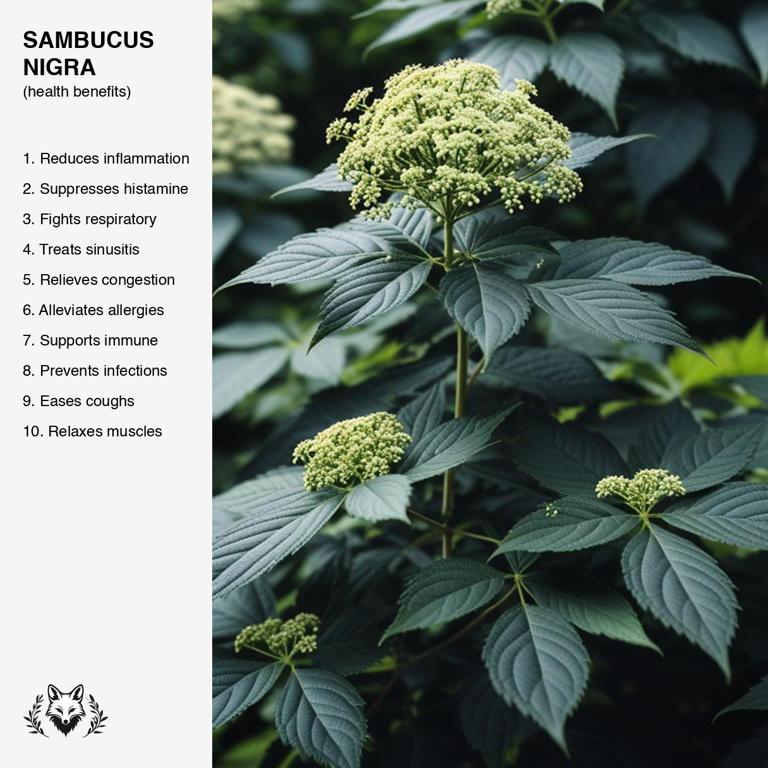 SAMBUCUS
NIGRA
(health benefits)
1. Reduces inflammation
2. Suppresses histamine
3. Fights respiratory
4. Treats sinusitis
5. Relieves congestion
6. Alleviates allergies
7. Supports immune
8. Prevents infections
9. Eases coughs
10. Relaxes muscles